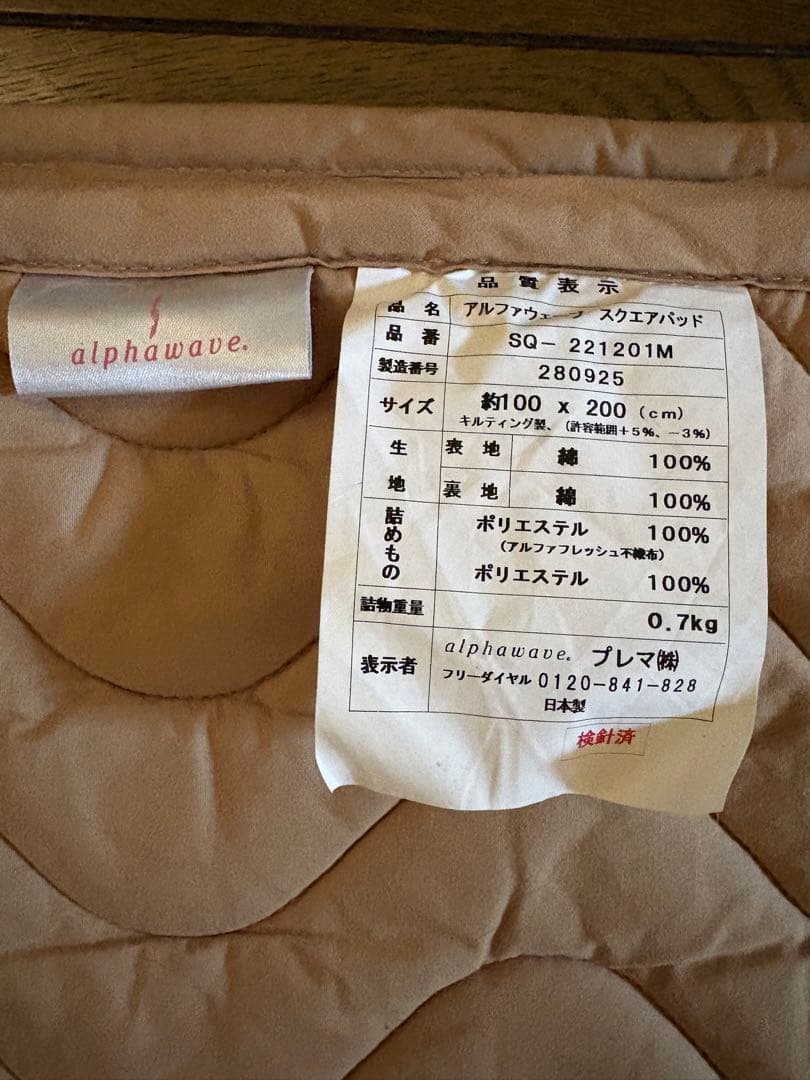 alphawave.
品質表示
品名 アルファウェーブ スクエアパッド
品番 SQ- 221201M
製造番号 280925
サイズ 約100 x 200 (cm)
キルティング製、(許容範囲+5%、-3%)
生地 表地 綿 100%
裏地 綿 100%
詰めもの ポリエステル 100%
(アルファフレッシュ不織布)
ポリエステル 100%
詰物重量 0.7kg
表示者 alphawave. プレマ㈱
フリーダイヤル 0120-841-828
日本製
検針済